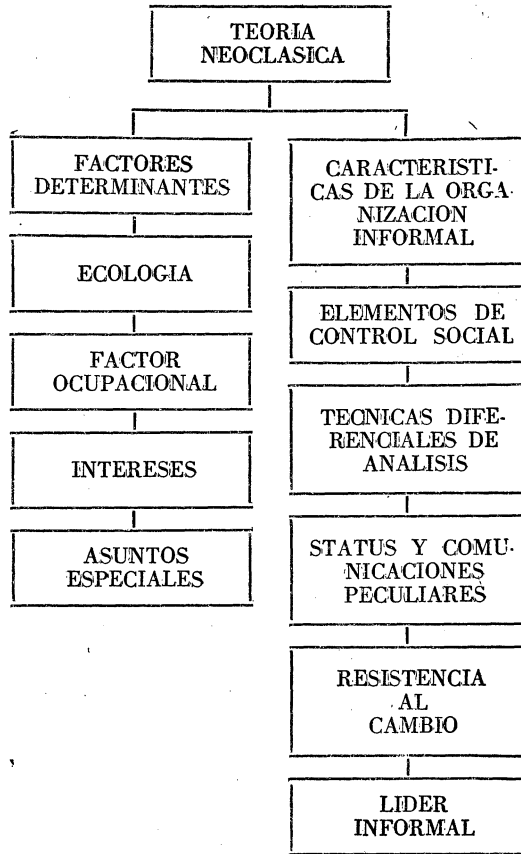 TEORIA
NEOCLASICA
FACTORES
DETERMINANTES
ECOLOGIA
FACTOR
OCUPACIONAL
INTERESES
ASUNTOS
ESPECIALES
CARACTERISTI-
CAS DE LA ORGA-
NIZACION
INFORMAL
ELEMENTOS DE
CONTROL SOCIAL
TECNICAS DIFE-
RENCIALES DE
ANALISIS
STATUS Y COMU-
NICACIONES
PECULIARES
RESISTENCIA
AL
CAMBIO
LIDER
INFORMAL